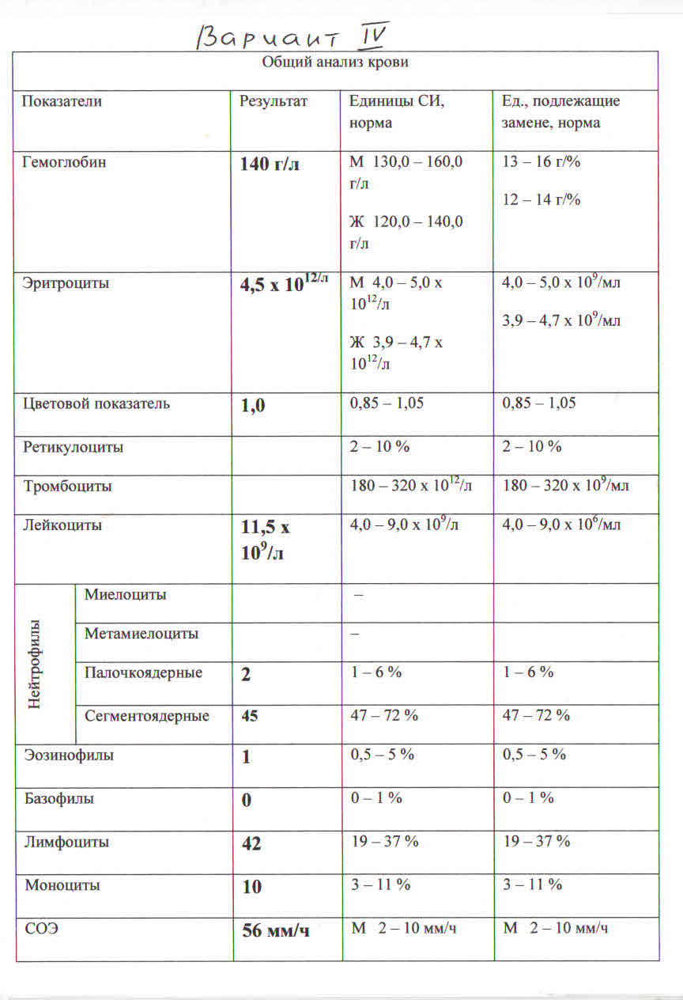 Вариант IV
Общий анализ крови
Показатели Результат Единицы СИ, норма Ед., подлежащие замене, норма
Гемоглобин 140 г/л М 130,0 – 160,0 г/л 13 – 16 г/%
Ж 120,0 – 140,0 г/л 12 – 14 г/%
Эритроциты 4,5 х 10^12/л М 4,0 – 5,0 х 10^12/л 4,0 – 5,0 х 10^9/мл
Ж 3,9 – 4,7 х 10^12/л 3,9 – 4,7 х 10^9/мл
Цветовой показатель 1,0 0,85 – 1,05 0,85 – 1,05
Ретикулоциты 2 – 10 % 2 – 10 %
Тромбоциты 180 – 320 х 10^12/л 180 – 320 х 10^9/мл
Лейкоциты 11,5 х 10^9/л 4,0 – 9,0 х 10^9/л 4,0 – 9,0 х 10^6/мл
Нейтрофилы
Миелоциты –
Метамиелоциты –
Палочкоядерные 2 1 – 6 % 1 – 6 %
Сегментоядерные 45 47 – 72 % 47 – 72 %
Эозинофилы 1 0,5 – 5 % 0,5 – 5 %
Базофилы 0 0 – 1 % 0 – 1 %
Лимфоциты 42 19 – 37 % 19 – 37 %
Моноциты 10 3 – 11 % 3 – 11 %
СОЭ 56 мм/ч М 2 – 10 мм/ч М 2 – 10 мм/ч